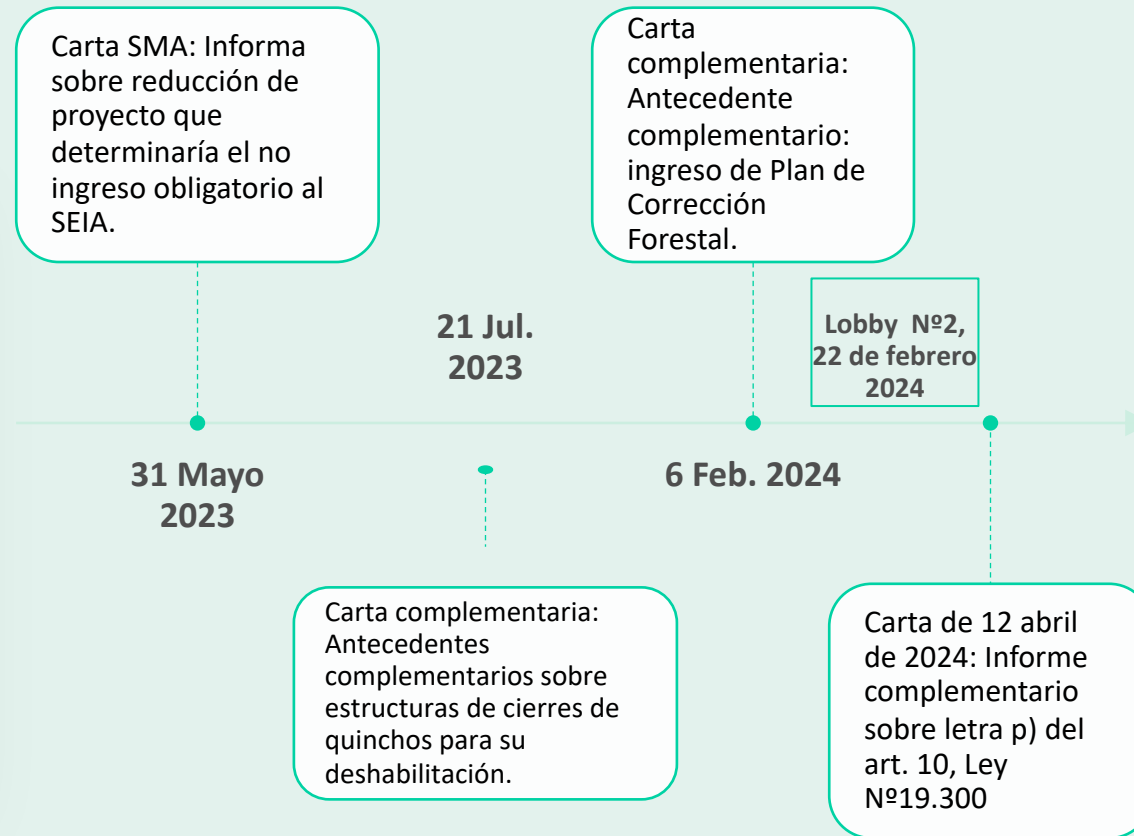 Carta SMA: Informa
sobre reducción de
proyecto que
determinaría el no
ingreso obligatorio al
SEIA.
Carta
complementaria:
Antecedente
complementario:
ingreso de Plan de
Corrección
Forestal.
21 Jul.
2023
Lobby Nº2,
22 de febrero
2024
31 Mayo
2023
6 Feb. 2024
Carta complementaria:
Antecedentes
complementarios sobre
estructuras de cierres de
quinchos para su
deshabilitación.
Carta de 12 abril
de 2024: Informe
complementario
sobre letra p) del
art. 10, Ley
Nº19.300